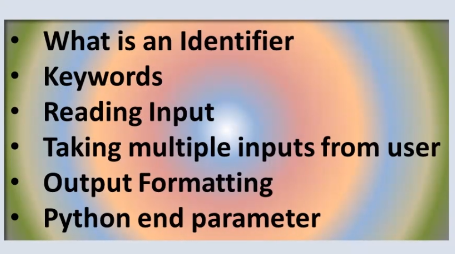 • What is an Identifier
• Keywords
• Reading Input
• Taking multiple inputs from user
• Output Formatting
• Python end parameter